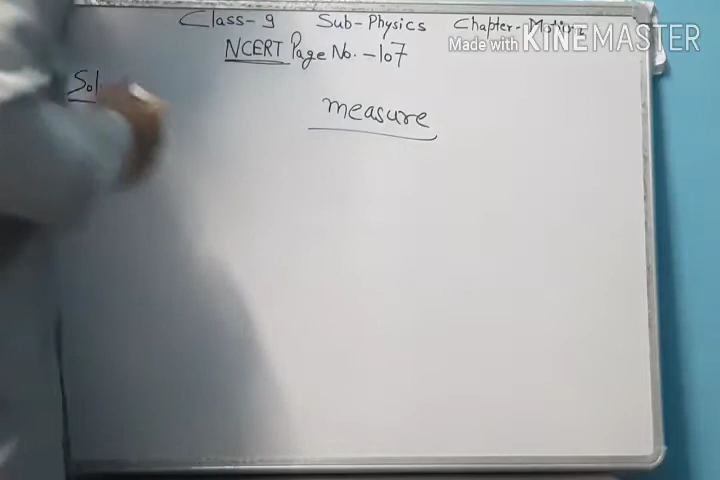 Class-9 Sub-Physics Chapter-Motion
Made with KINEMASTER
NCERT Page No.-107
Sol
measure